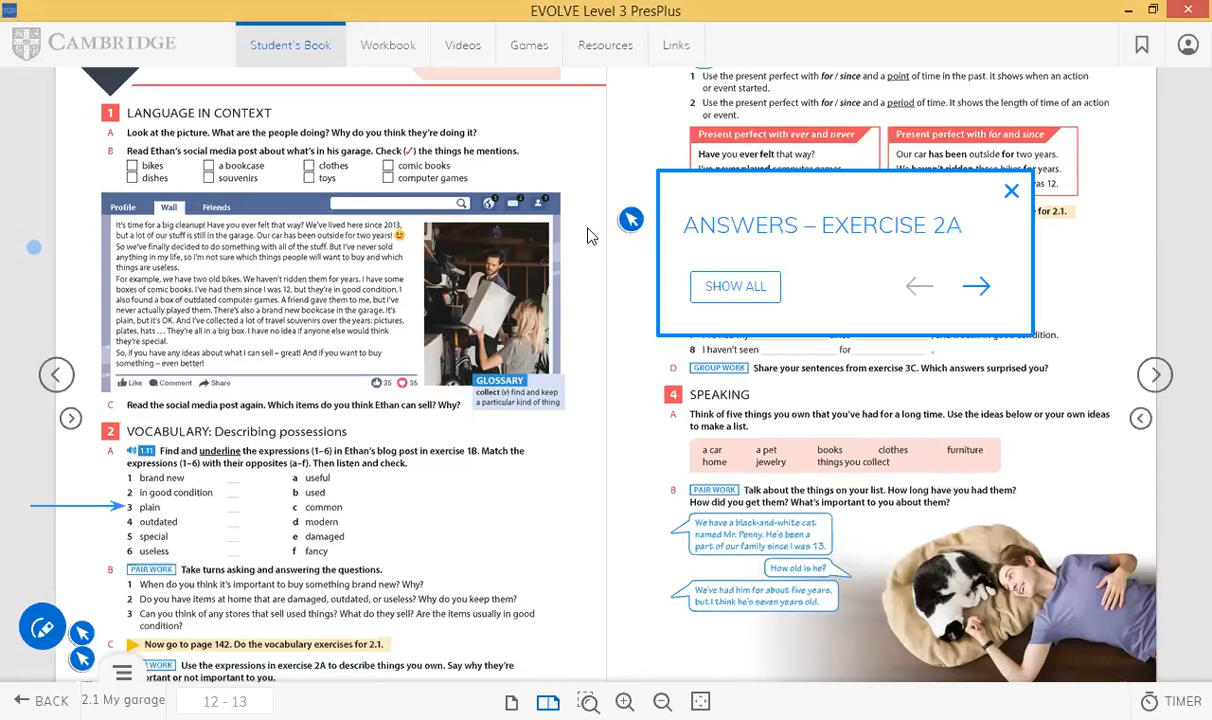 EVOLVE Level 3 PresPlus
CAMBRIDGE
Student's Book
Workbook
Videos
Games
Resources
Links
1 LANGUAGE IN CONTEXT
A Look at the picture. What are the people doing? Why do you think they're doing it?
B Read Ethan's social media post about what's in his garage. Check (✓) the things he mentions.
bikes a bookcase clothes comic books
dishes souvenirs toys computer games
Profile Wall Friends
It's time for a big cleanup! Have you ever felt that way? We've lived here since 2013,
but a lot of our stuff is still in the garage. Our car has been outside for two years!
So we've finally decided to do something with all of the stuff. But I've never sold
anything in my life, so I'm not sure which things people will want to buy and which
things are useless.
For example, we have two old bikes. We haven't ridden them for years. I have some
boxes of comic books. I've had them since I was 12, but they're in good condition. I
also found a box of outdated computer games. A friend gave them to me, but I've
never actually played them. There's also a brand new bookcase in the garage. It's
plain, but it's OK. And I've collected a lot of travel souvenirs over the years: pictures,
plates, hats ... They're all in a big box. I have no idea if anyone else would think
they're special.
So, if you have any ideas about what I can sell – great! And if you want to buy
something – even better!
Like Comment Share 35 35
GLOSSARY
collect (v) find and keep
a particular kind of thing
C Read the social media post again. Which items do you think Ethan can sell? Why?
2 VOCABULARY: Describing possessions
A 1.11 Find and underline the expressions (1–6) in Ethan's blog post in exercise 1B. Match the
expressions (1–6) with their opposites (a–f). Then listen and check.
1 brand new a useful
2 in good condition b used
3 plain c common
4 outdated d modern
5 special e damaged
6 useless f fancy
B PAIR WORK Take turns asking and answering the questions.
1 When do you think it's important to buy something brand new? Why?
2 Do you have items at home that are damaged, outdated, or useless? Why do you keep them?
3 Can you think of any stores that sell used things? What do they sell? Are the items usually in good
condition?
C Now go to page 142. Do the vocabulary exercises for 2.1.
WORK Use the expressions in exercise 2A to describe things you own. Say why they're
important or not important to you.
1 Use the present perfect with for / since and a point of time in the past. It shows when an action
or event started.
2 Use the present perfect with for / since and a period of time. It shows the length of time of an action
or event.
Present perfect with ever and never
Have you ever felt that way?
I've never played computer games.
Present perfect with for and since
Our car has been outside for two years.
We haven't ridden these bikes for years.
was 12.
for 2.1.
ANSWERS – EXERCISE 2A
SHOW ALL
condition.
8 I haven't seen for .
D GROUP WORK Share your sentences from exercise 3C. Which answers surprised you?
4 SPEAKING
A Think of five things you own that you've had for a long time. Use the ideas below or your own ideas
to make a list.
a car a pet books clothes furniture
home jewelry things you collect
B PAIR WORK Talk about the things on your list. How long have you had them?
How did you get them? What's important to you about them?
We have a black-and-white cat
named Mr. Penny. He's been a
part of our family since I was 13.
How old is he?
We've had him for about five years,
but I think he's seven years old.
BACK
2.1 My garage
12 - 13
TIMER